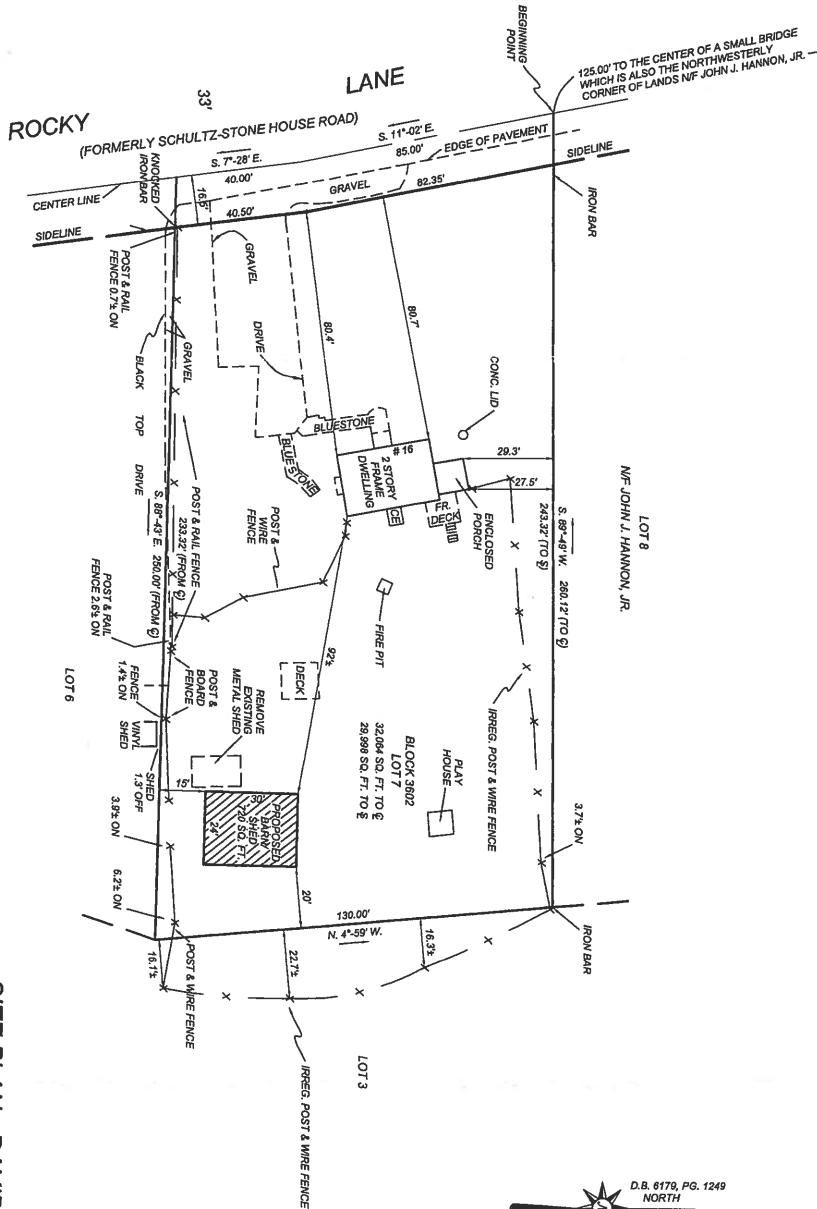 BEGINNING
POINT
125.00' TO THE CENTER OF A SMALL BRIDGE
WHICH IS ALSO THE NORTHWESTERLY
CORNER OF LANDS N/F JOHN J. HANNON, JR.
ROCKY
LANE
33'
(FORMERLY SCHULTZ-STONE HOUSE ROAD)
S. 11°-02' E.
85.00'
EDGE OF PAVEMENT
SIDELINE
S. 7°-28' E.
40.00'
GRAVEL
82.35'
IRON BAR
KNOCKED
IRON BAR
16.5'
40.50'
CENTER LINE
SIDELINE
POST & RAIL
FENCE 0.7'± ON
GRAVEL
GRAVEL
DRIVE
80.4'
80.7'
CONC. LID
BLACK TOP DRIVE
BLUESTONE
BLUESTONE
# 16
2 STORY
FRAME
DWELLING
CE
FR.
DECK
ENCLOSED
PORCH
29.3'
27.5'
S. 89°-49' W. 260.12' (TO ℄)
243.32' (TO SL)
LOT 8
N/F JOHN J. HANNON, JR.
POST & RAIL FENCE
233.32' (FROM ℄)
S. 88°-43' E. 250.00' (FROM ℄)
POST &
WIRE
FENCE
FIRE PIT
92'±
DECK
POST & RAIL
FENCE 2.6'± ON
POST &
BOARD
FENCE
FENCE
1.4'± ON
VINYL
SHED
SHED
1.3' OFF
LOT 6
REMOVE
EXISTING
METAL SHED
15'
30'
24'
PROPOSED
BARN/
SHED
720 SQ. FT.
20'
BLOCK 3602
LOT 7
32,064 SQ. FT. TO ℄
29,998 SQ. FT. TO SL
PLAY
HOUSE
IRREG. POST & WIRE FENCE
3.7'± ON
3.9'± ON
6.2'± ON
130.00'
N. 4°-59' W.
IRON BAR
16.3'±
22.7'±
16.1'±
POST & WIRE FENCE
IRREG. POST & WIRE FENCE
LOT 3
D.B. 6179, PG. 1249
NORTH